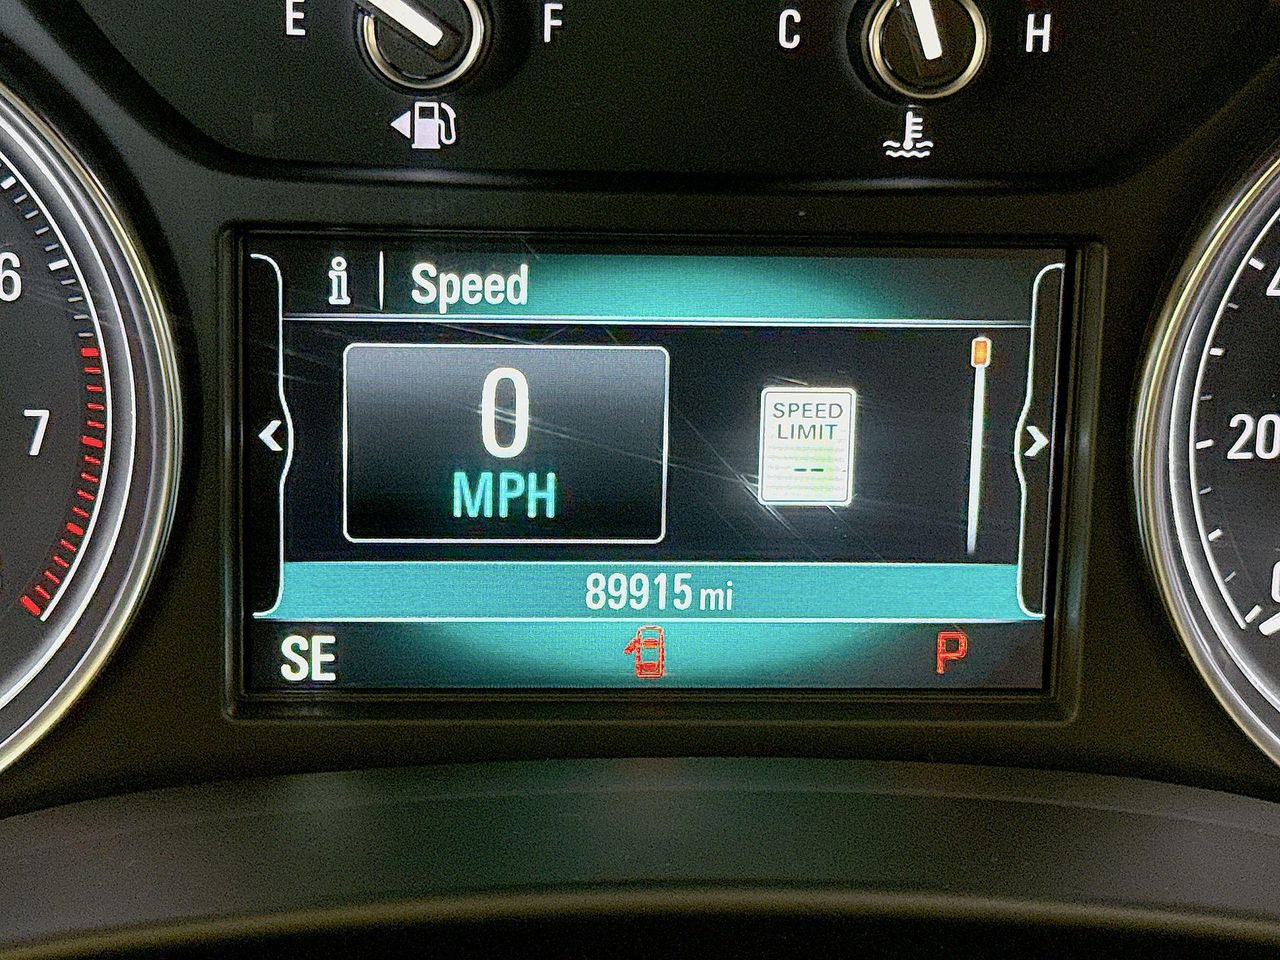 E F C H
i Speed
6
7
0
MPH
SPEED
LIMIT
--
20
89915 mi
SE P